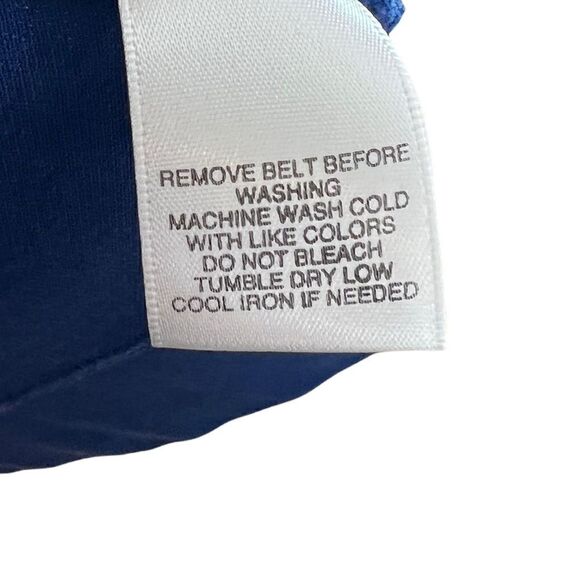 REMOVE BELT BEFORE
WASHING
MACHINE WASH COLD
WITH LIKE COLORS
DO NOT BLEACH
TUMBLE DRY LOW
COOL IRON IF NEEDED